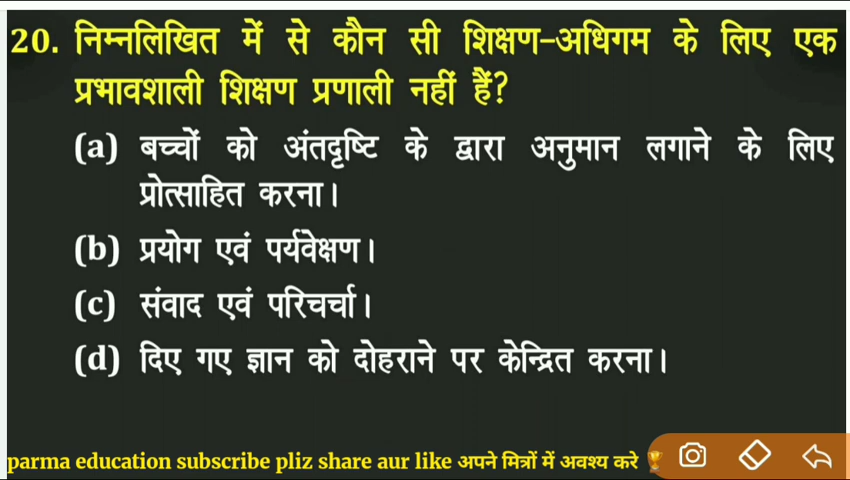 20. निम्नलिखित में से कौन सी शिक्षण-अधिगम के लिए एक
प्रभावशाली शिक्षण प्रणाली नहीं हैं?
(a) बच्चों को अंतदृष्टि के द्वारा अनुमान लगाने के लिए
प्रोत्साहित करना।
(b) प्रयोग एवं पर्यवेक्षण।
(c) संवाद एवं परिचर्चा।
(d) दिए गए ज्ञान को दोहराने पर केन्द्रित करना।
parma education subscribe pliz share aur like अपने मित्रों में अवश्य करे